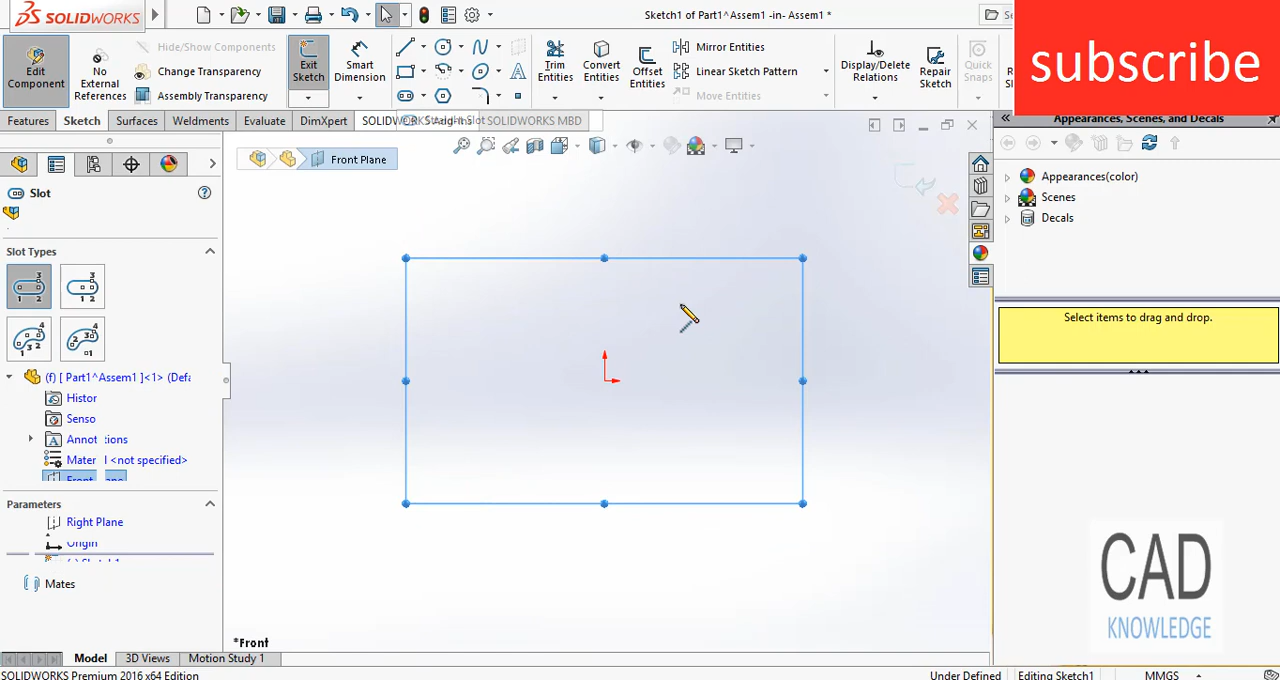 SOLIDWORKS
Sketch1 of Part1^Assem1 -in- Assem1 *
subscribe
Edit Component
No External References
Hide/Show Components
Change Transparency
Assembly Transparency
Exit Sketch
Smart Dimension
Trim Entities
Convert Entities
Offset Entities
Mirror Entities
Linear Sketch Pattern
Move Entities
Display/Delete Relations
Repair Sketch
Quick Snaps
Features
Sketch
Surfaces
Weldments
Evaluate
DimXpert
SOLIDWORKS MBD
Appearances, Scenes, and Decals
Front Plane
Slot
Slot Types
(f) [ Part1^Assem1 ]<1> (Defa
Histor
Senso
Annot ions
Mater l <not specified>
Parameters
Right Plane
Origin
Mates
Appearances(color)
Scenes
Decals
Select items to drag and drop.
CAD
KNOWLEDGE
*Front
Model
3D Views
Motion Study 1
SOLIDWORKS Premium 2016 x64 Edition
Under Defined
Editing Sketch1
MMGS